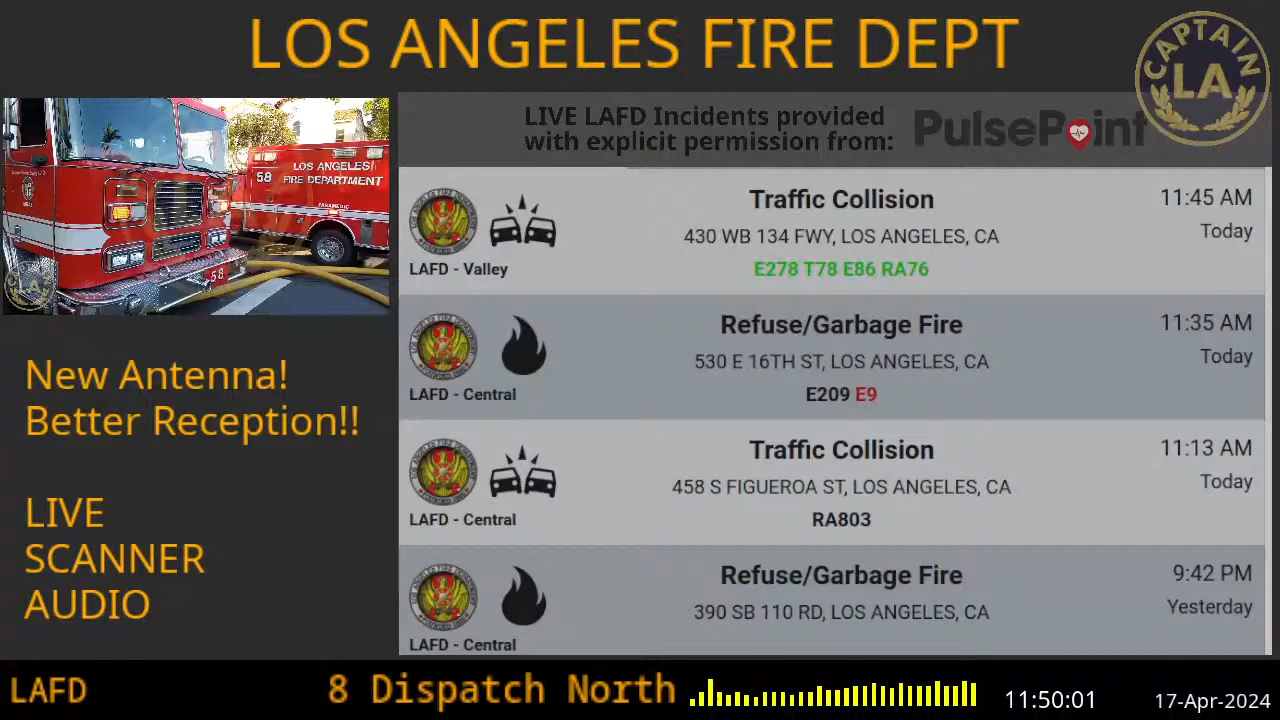 LOS ANGELES FIRE DEPT
CAPTAIN
LA
LIVE LAFD Incidents provided
with explicit permission from:
PulsePoint
58
LOS ANGELES
FIRE DEPARTMENT
PARAMEDIC
58
Traffic Collision
11:45 AM
430 WB 134 FWY, LOS ANGELES, CA
Today
LAFD - Valley
E278 T78 E86 RA76
Refuse/Garbage Fire
11:35 AM
530 E 16TH ST, LOS ANGELES, CA
Today
LAFD - Central
E209 E9
Traffic Collision
11:13 AM
458 S FIGUEROA ST, LOS ANGELES, CA
Today
LAFD - Central
RA803
Refuse/Garbage Fire
9:42 PM
390 SB 110 RD, LOS ANGELES, CA
Yesterday
LAFD - Central
New Antenna!
Better Reception!!
LIVE
SCANNER
AUDIO
LAFD
8 Dispatch North
11:50:01
17-Apr-2024